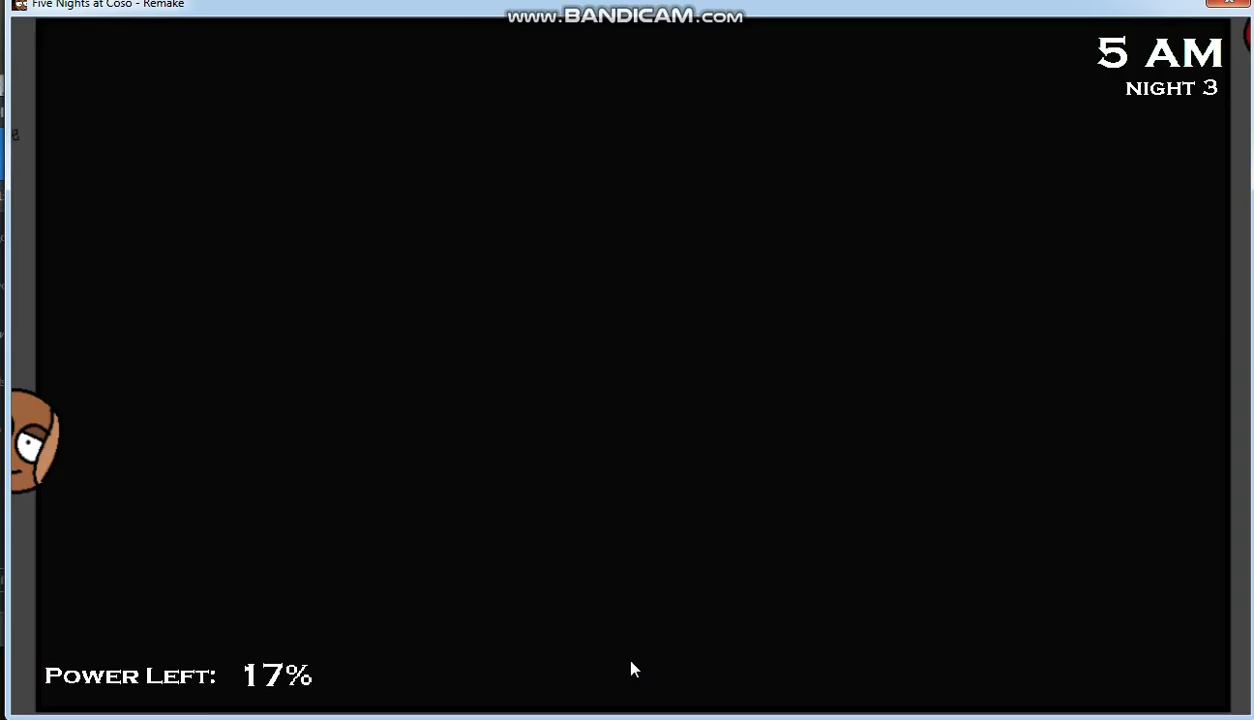 Five Nights at Coso - Remake
www.BANDICAM.com
5 AM
NIGHT 3
POWER LEFT: 17%